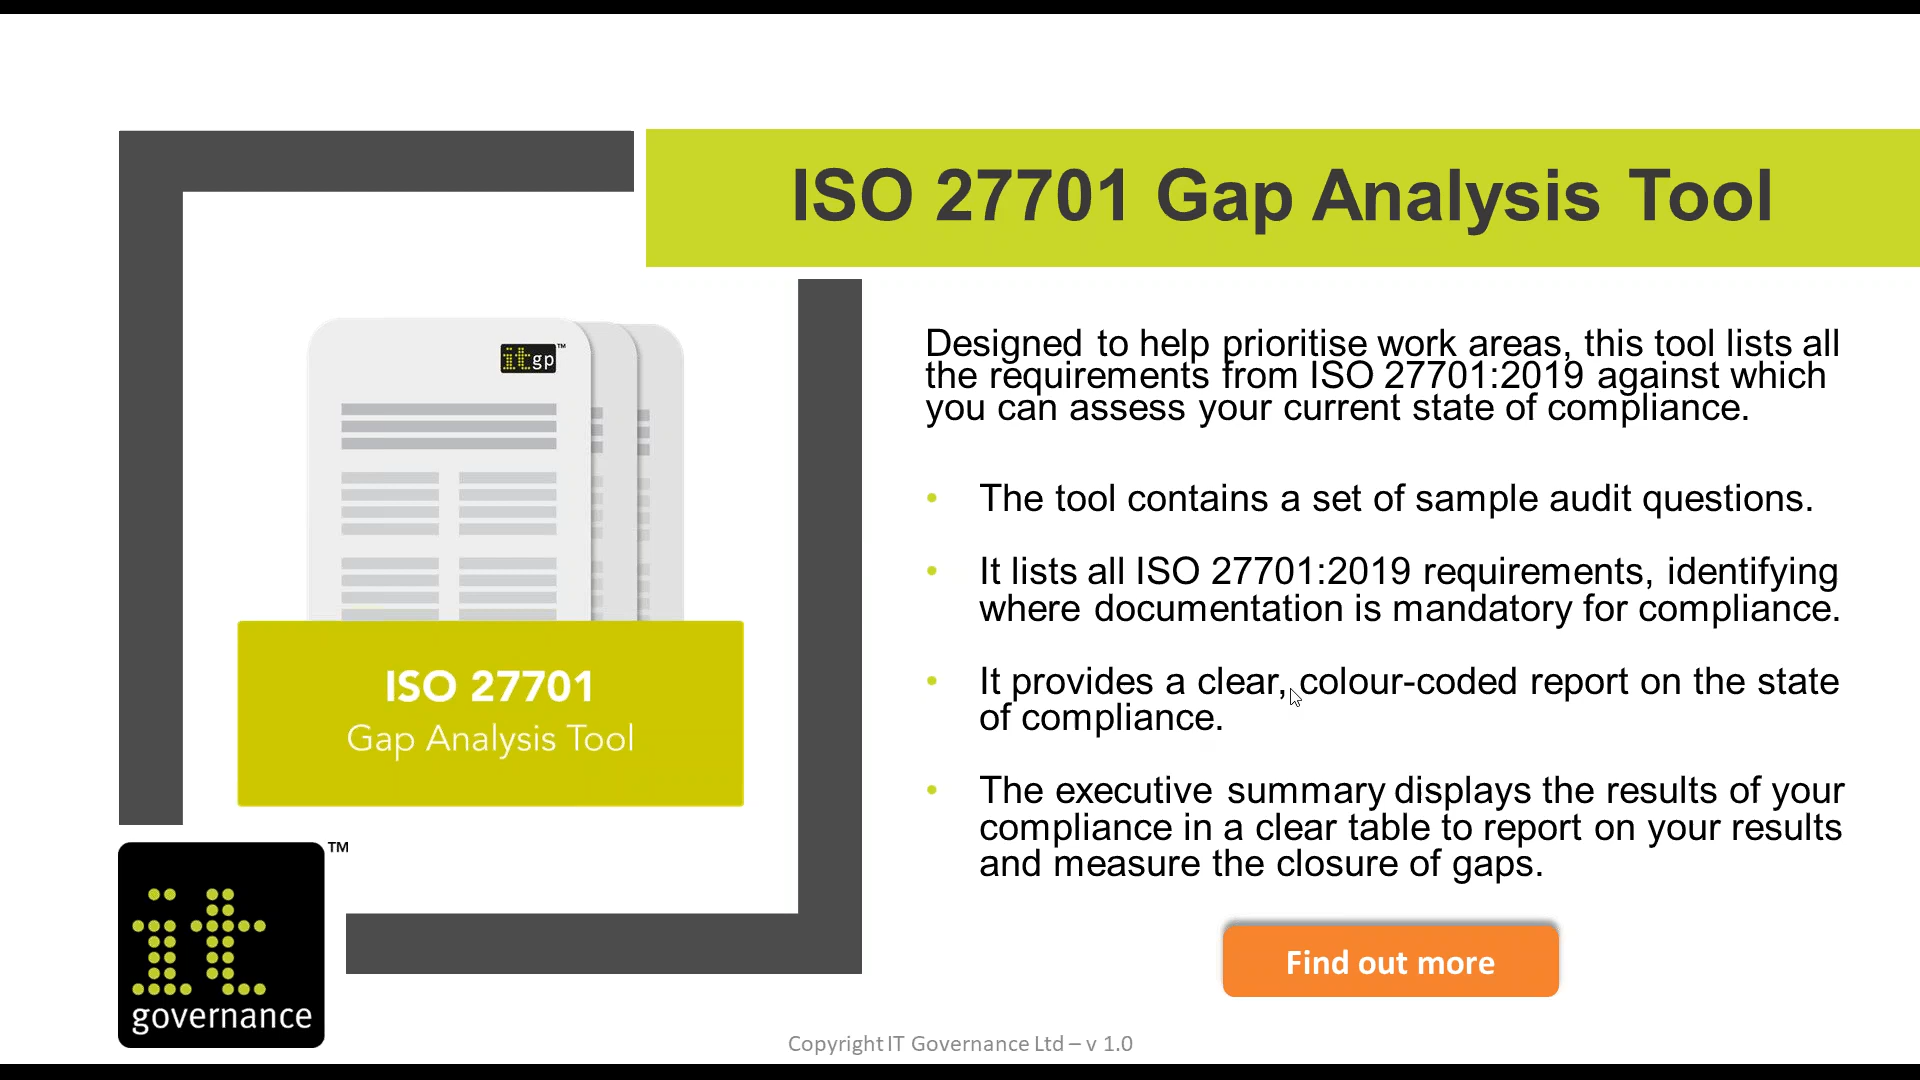 ISO 27701 Gap Analysis Tool
it gp ™
ISO 27701
Gap Analysis Tool
Designed to help prioritise work areas, this tool lists all
the requirements from ISO 27701:2019 against which
you can assess your current state of compliance.
• The tool contains a set of sample audit questions.
• It lists all ISO 27701:2019 requirements, identifying
where documentation is mandatory for compliance.
• It provides a clear, colour-coded report on the state
of compliance.
• The executive summary displays the results of your
compliance in a clear table to report on your results
and measure the closure of gaps.
Find out more
it ™
governance
Copyright IT Governance Ltd – v 1.0